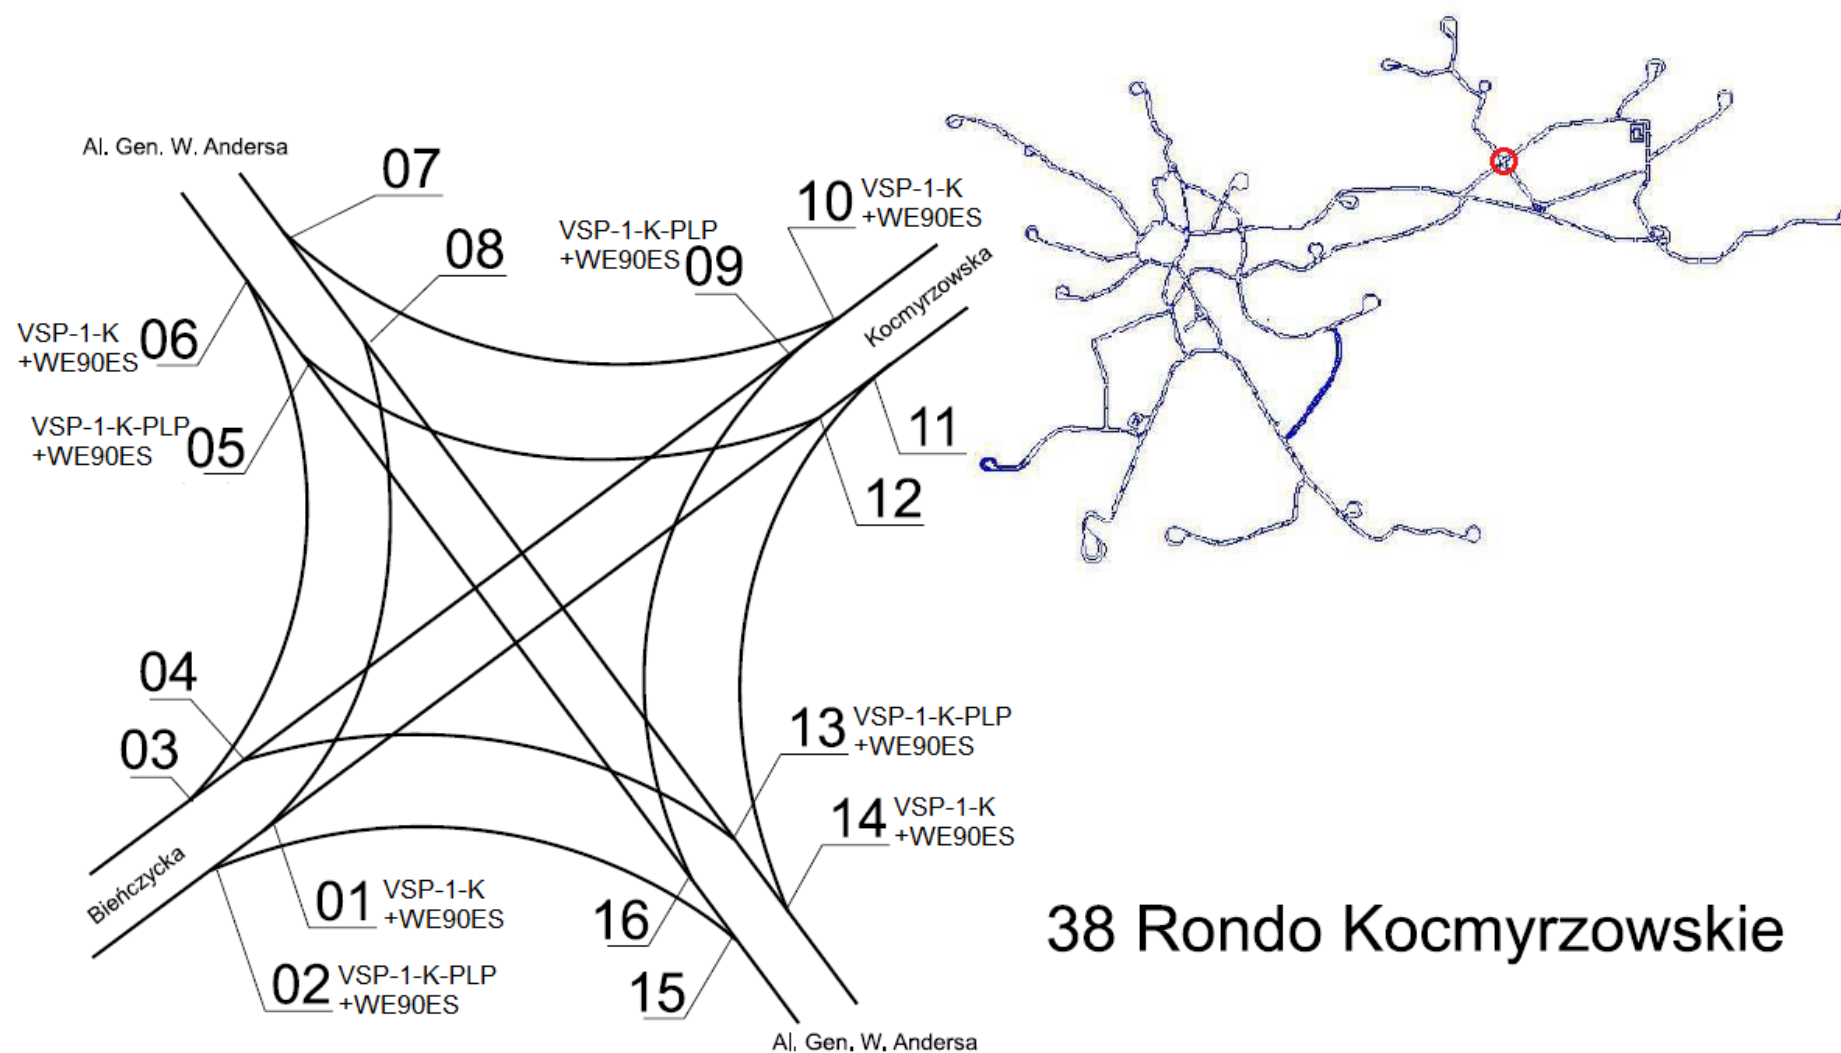 Al. Gen. W. Andersa
07
08
VSP-1-K-PLP
+WE90ES
09
10
VSP-1-K
+WE90ES
Kocmyrzowska
VSP-1-K
+WE90ES
06
VSP-1-K-PLP
+WE90ES
05
11
12
04
03
13
VSP-1-K-PLP
+WE90ES
14
VSP-1-K
+WE90ES
Bieńczycka
01
VSP-1-K
+WE90ES
02
VSP-1-K-PLP
+WE90ES
16
15
Al. Gen. W. Andersa
38 Rondo Kocmyrzowskie